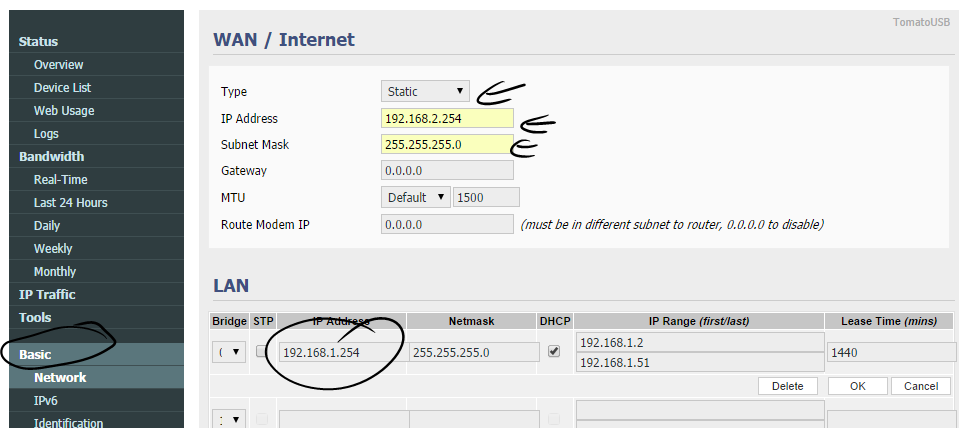 TomatoUSB
Status
Overview
Device List
Web Usage
Logs
Bandwidth
Real-Time
Last 24 Hours
Daily
Weekly
Monthly
IP Traffic
Tools
Basic
Network
IPv6
Identification
WAN / Internet
Type Static
IP Address 192.168.2.254
Subnet Mask 255.255.255.0
Gateway 0.0.0.0
MTU Default 1500
Route Modem IP 0.0.0.0 (must be in different subnet to router, 0.0.0.0 to disable)
LAN
Bridge STP IP Address Netmask DHCP IP Range (first/last) Lease Time (mins)
192.168.1.254 255.255.255.0 192.168.1.2 1440
192.168.1.51
Delete OK Cancel